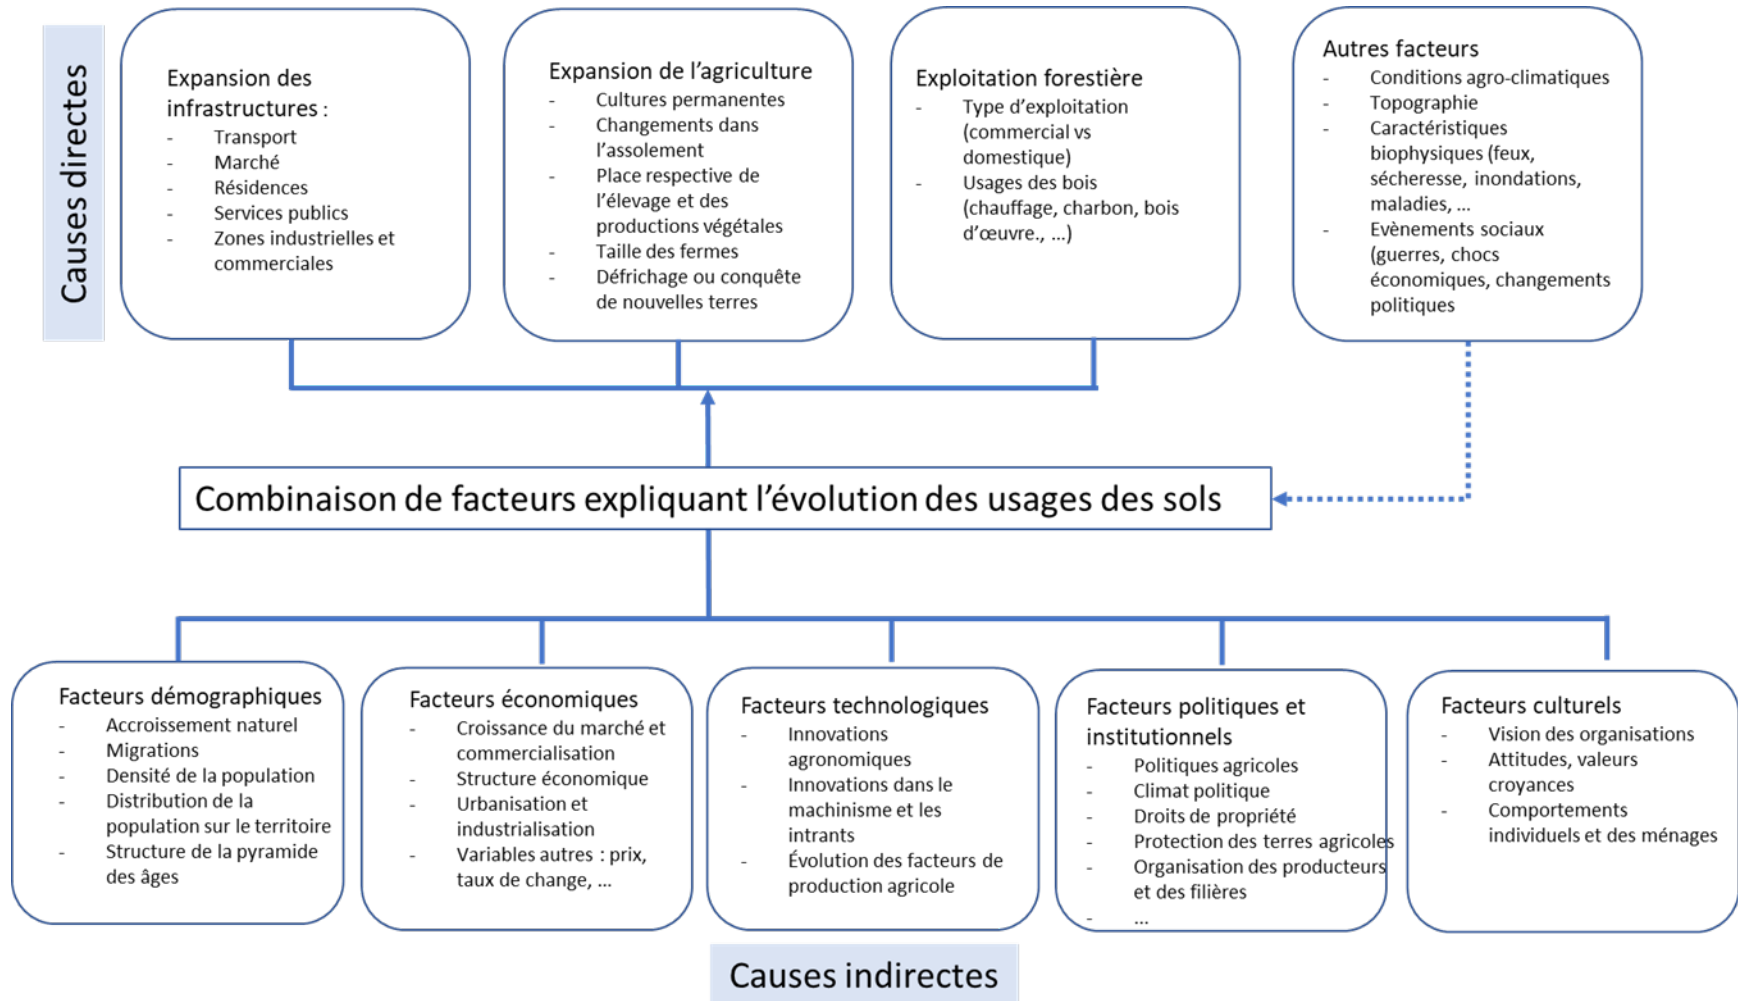 Causes directes
Expansion des
infrastructures :
- Transport
- Marché
- Résidences
- Services publics
- Zones industrielles et
commerciales
Expansion de l’agriculture
- Cultures permanentes
- Changements dans
l’assolement
- Place respective de
l’élevage et des
productions végétales
- Taille des fermes
- Défrichage ou conquête
de nouvelles terres
Exploitation forestière
- Type d’exploitation
(commercial vs
domestique)
- Usages des bois
(chauffage, charbon, bois
d’œuvre., …)
Autres facteurs
- Conditions agro-climatiques
- Topographie
- Caractéristiques
biophysiques (feux,
sécheresse, inondations,
maladies, …
- Evènements sociaux
(guerres, chocs
économiques, changements
politiques
Combinaison de facteurs expliquant l’évolution des usages des sols
Facteurs démographiques
- Accroissement naturel
- Migrations
- Densité de la population
- Distribution de la
population sur le territoire
- Structure de la pyramide
des âges
Facteurs économiques
- Croissance du marché et
commercialisation
- Structure économique
- Urbanisation et
industrialisation
- Variables autres : prix,
taux de change, …
Facteurs technologiques
- Innovations
agronomiques
- Innovations dans le
machinisme et les
intrants
- Évolution des facteurs de
production agricole
Facteurs politiques et
institutionnels
- Politiques agricoles
- Climat politique
- Droits de propriété
- Protection des terres agricoles
- Organisation des producteurs
et des filières
- …
Facteurs culturels
- Vision des organisations
- Attitudes, valeurs
croyances
- Comportements
individuels et des ménages
Causes indirectes